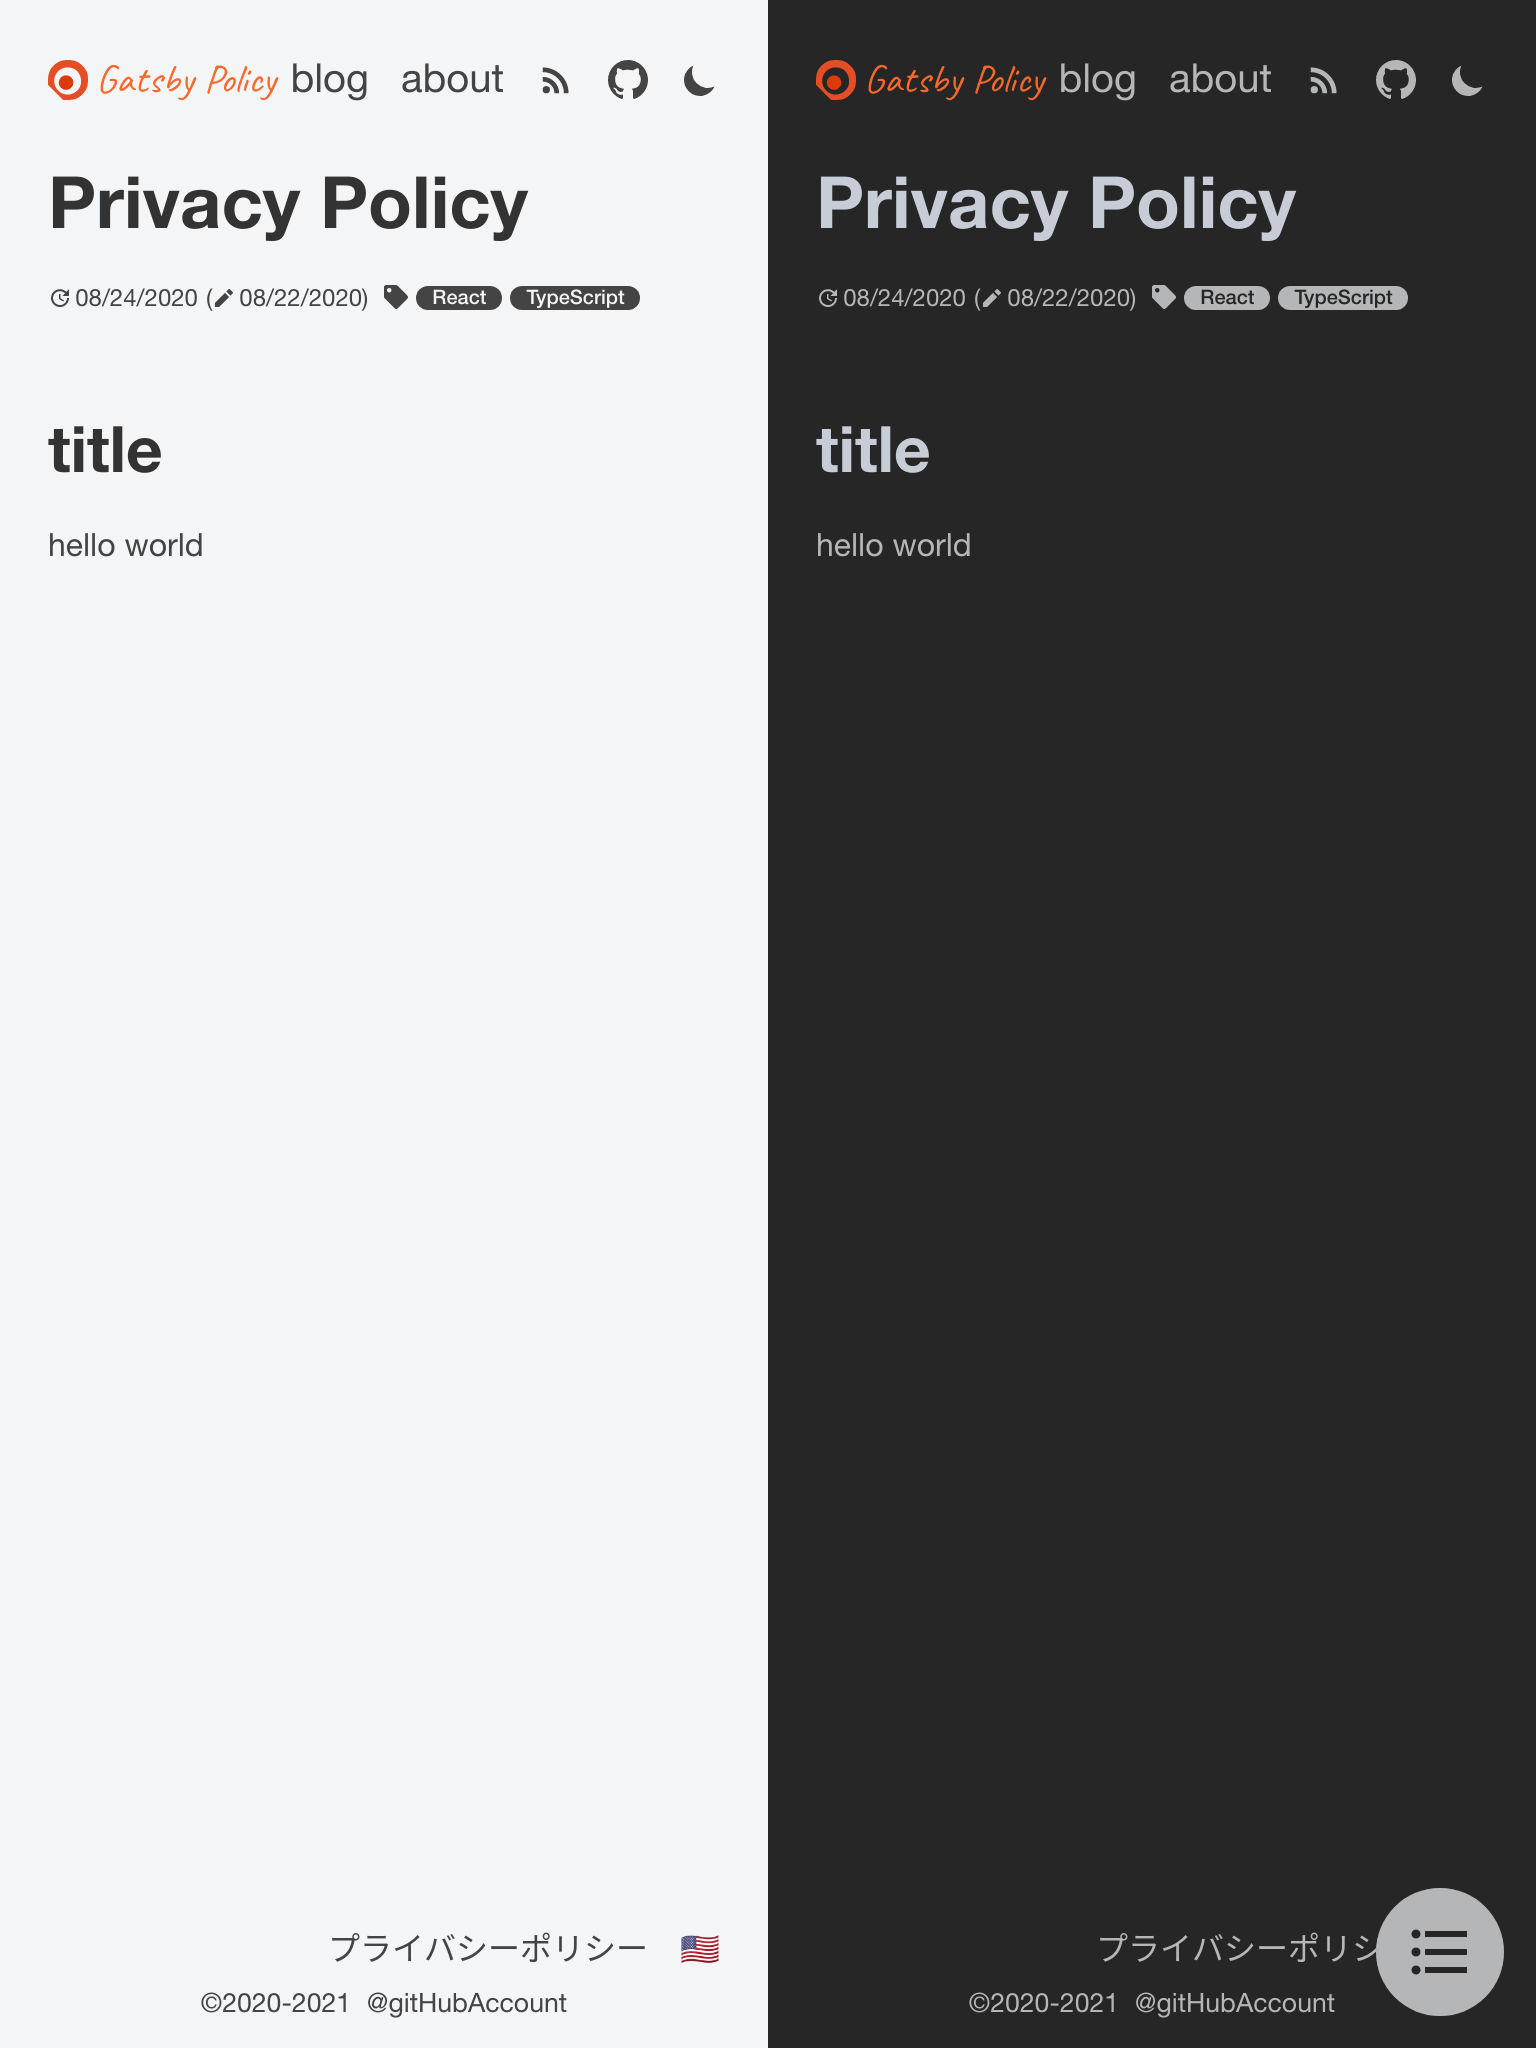 Gatsby Policy blog about
Privacy Policy
08/24/2020 (08/22/2020) React TypeScript
title
hello world
プライバシーポリシー 🇺🇸
©2020-2021 @gitHubAccount
Gatsby Policy blog about
Privacy Policy
08/24/2020 (08/22/2020) React TypeScript
title
hello world
プライバシーポリシ
©2020-2021 @gitHubAccount